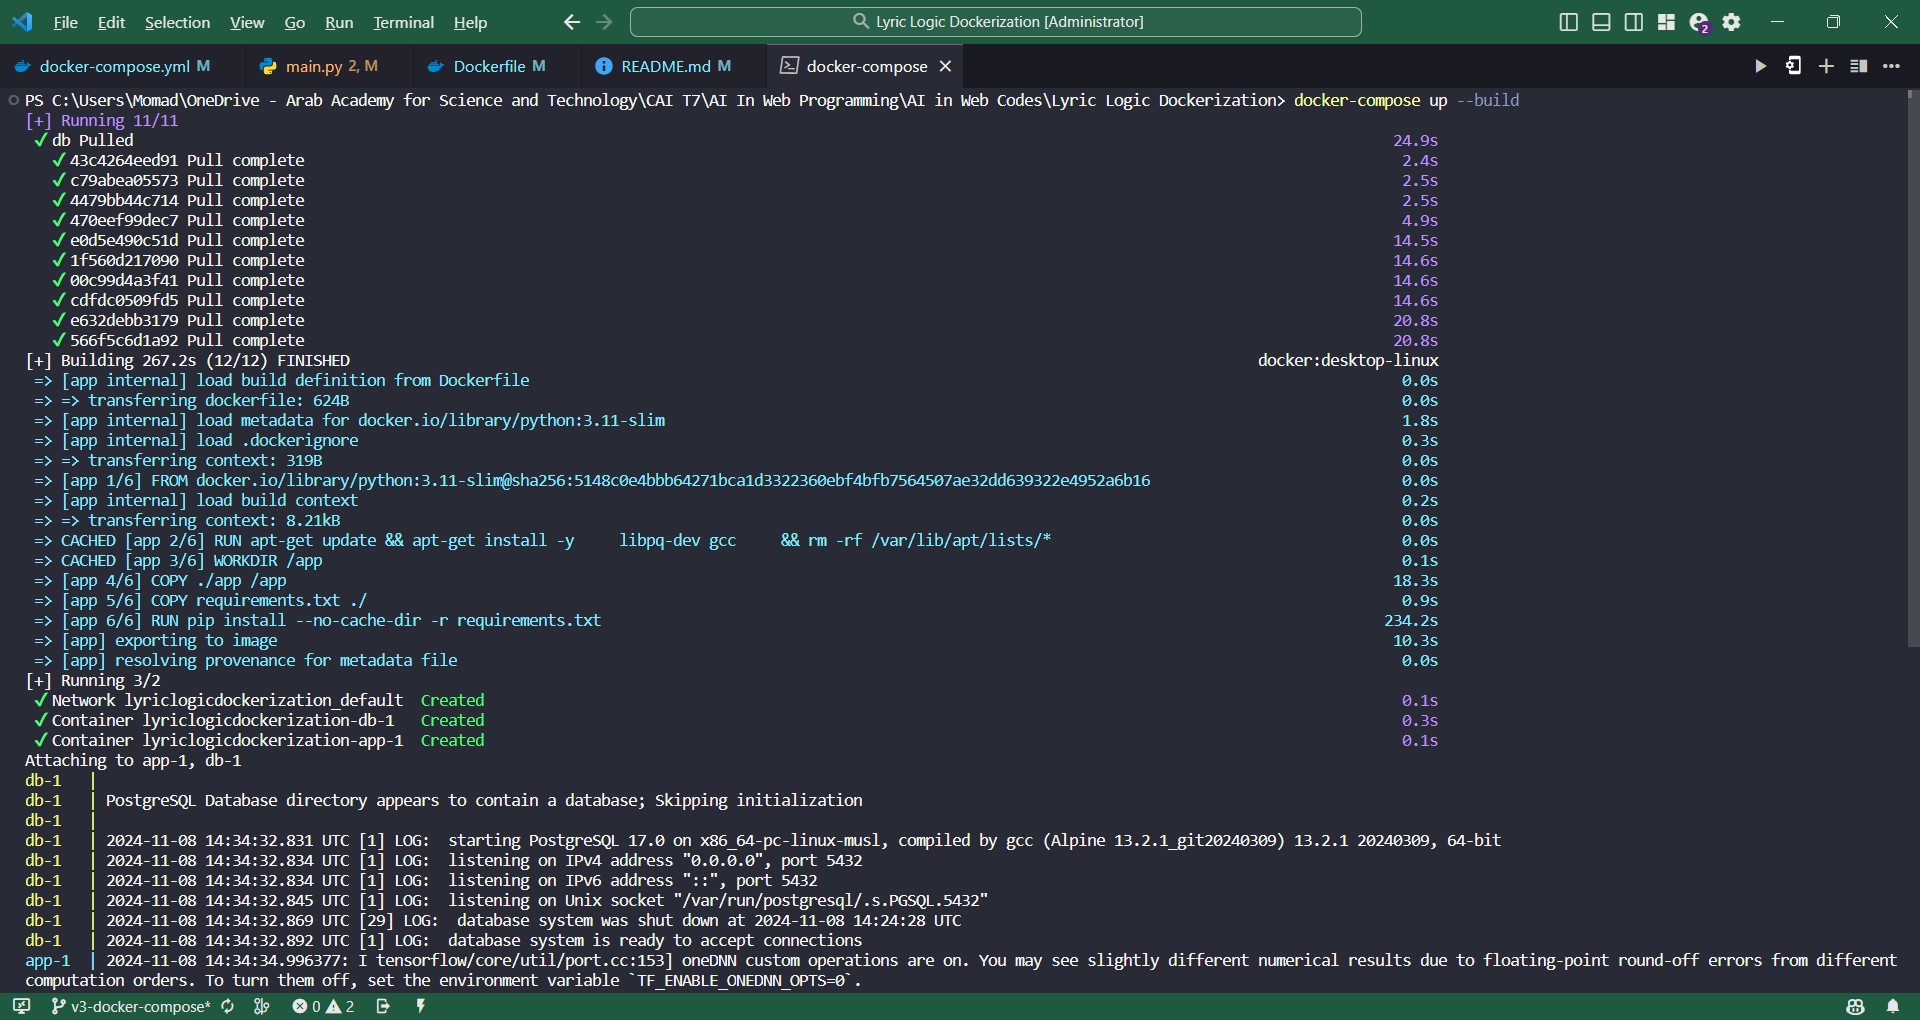 File Edit Selection View Go Run Terminal Help Lyric Logic Dockerization [Administrator] 2
docker-compose.yml M main.py 2, M Dockerfile M README.md M docker-compose
PS C:\Users\Momad\OneDrive - Arab Academy for Science and Technology\CAI T7\AI In Web Programming\AI in Web Codes\Lyric Logic Dockerization> docker-compose up --build
[+] Running 11/11
✔ db Pulled 24.9s
✔ 43c4264eed91 Pull complete 2.4s
✔ c79abea05573 Pull complete 2.5s
✔ 4479bb44c714 Pull complete 2.5s
✔ 470eef99dec7 Pull complete 4.9s
✔ e0d5e490c51d Pull complete 14.5s
✔ 1f560d217090 Pull complete 14.6s
✔ 00c99d4a3f41 Pull complete 14.6s
✔ cdfdc0509fd5 Pull complete 14.6s
✔ e632debb3179 Pull complete 20.8s
✔ 566f5c6d1a92 Pull complete 20.8s
[+] Building 267.2s (12/12) FINISHED docker:desktop-linux
=> [app internal] load build definition from Dockerfile 0.0s
=> => transferring dockerfile: 624B 0.0s
=> [app internal] load metadata for docker.io/library/python:3.11-slim 1.8s
=> [app internal] load .dockerignore 0.3s
=> => transferring context: 319B 0.0s
=> [app 1/6] FROM docker.io/library/python:3.11-slim@sha256:5148c0e4bbb64271bca1d3322360ebf4bfb7564507ae32dd639322e4952a6b16 0.0s
=> [app internal] load build context 0.2s
=> => transferring context: 8.21kB 0.0s
=> CACHED [app 2/6] RUN apt-get update && apt-get install -y     libpq-dev gcc     && rm -rf /var/lib/apt/lists/* 0.0s
=> CACHED [app 3/6] WORKDIR /app 0.1s
=> [app 4/6] COPY ./app /app 18.3s
=> [app 5/6] COPY requirements.txt ./ 0.9s
=> [app 6/6] RUN pip install --no-cache-dir -r requirements.txt 234.2s
=> [app] exporting to image 10.3s
=> [app] resolving provenance for metadata file 0.0s
[+] Running 3/2
✔ Network lyriclogicdockerization_default  Created 0.1s
✔ Container lyriclogicdockerization-db-1   Created 0.3s
✔ Container lyriclogicdockerization-app-1  Created 0.1s
Attaching to app-1, db-1
db-1   |
db-1   | PostgreSQL Database directory appears to contain a database; Skipping initialization
db-1   |
db-1   | 2024-11-08 14:34:32.831 UTC [1] LOG:  starting PostgreSQL 17.0 on x86_64-pc-linux-musl, compiled by gcc (Alpine 13.2.1_git20240309) 13.2.1 20240309, 64-bit
db-1   | 2024-11-08 14:34:32.834 UTC [1] LOG:  listening on IPv4 address "0.0.0.0", port 5432
db-1   | 2024-11-08 14:34:32.834 UTC [1] LOG:  listening on IPv6 address "::", port 5432
db-1   | 2024-11-08 14:34:32.845 UTC [1] LOG:  listening on Unix socket "/var/run/postgresql/.s.PGSQL.5432"
db-1   | 2024-11-08 14:34:32.869 UTC [29] LOG:  database system was shut down at 2024-11-08 14:24:28 UTC
db-1   | 2024-11-08 14:34:32.892 UTC [1] LOG:  database system is ready to accept connections
app-1  | 2024-11-08 14:34:34.996377: I tensorflow/core/util/port.cc:153] oneDNN custom operations are on. You may see slightly different numerical results due to floating-point round-off errors from different
computation orders. To turn them off, set the environment variable `TF_ENABLE_ONEDNN_OPTS=0`.
v3-docker-compose* 0 2